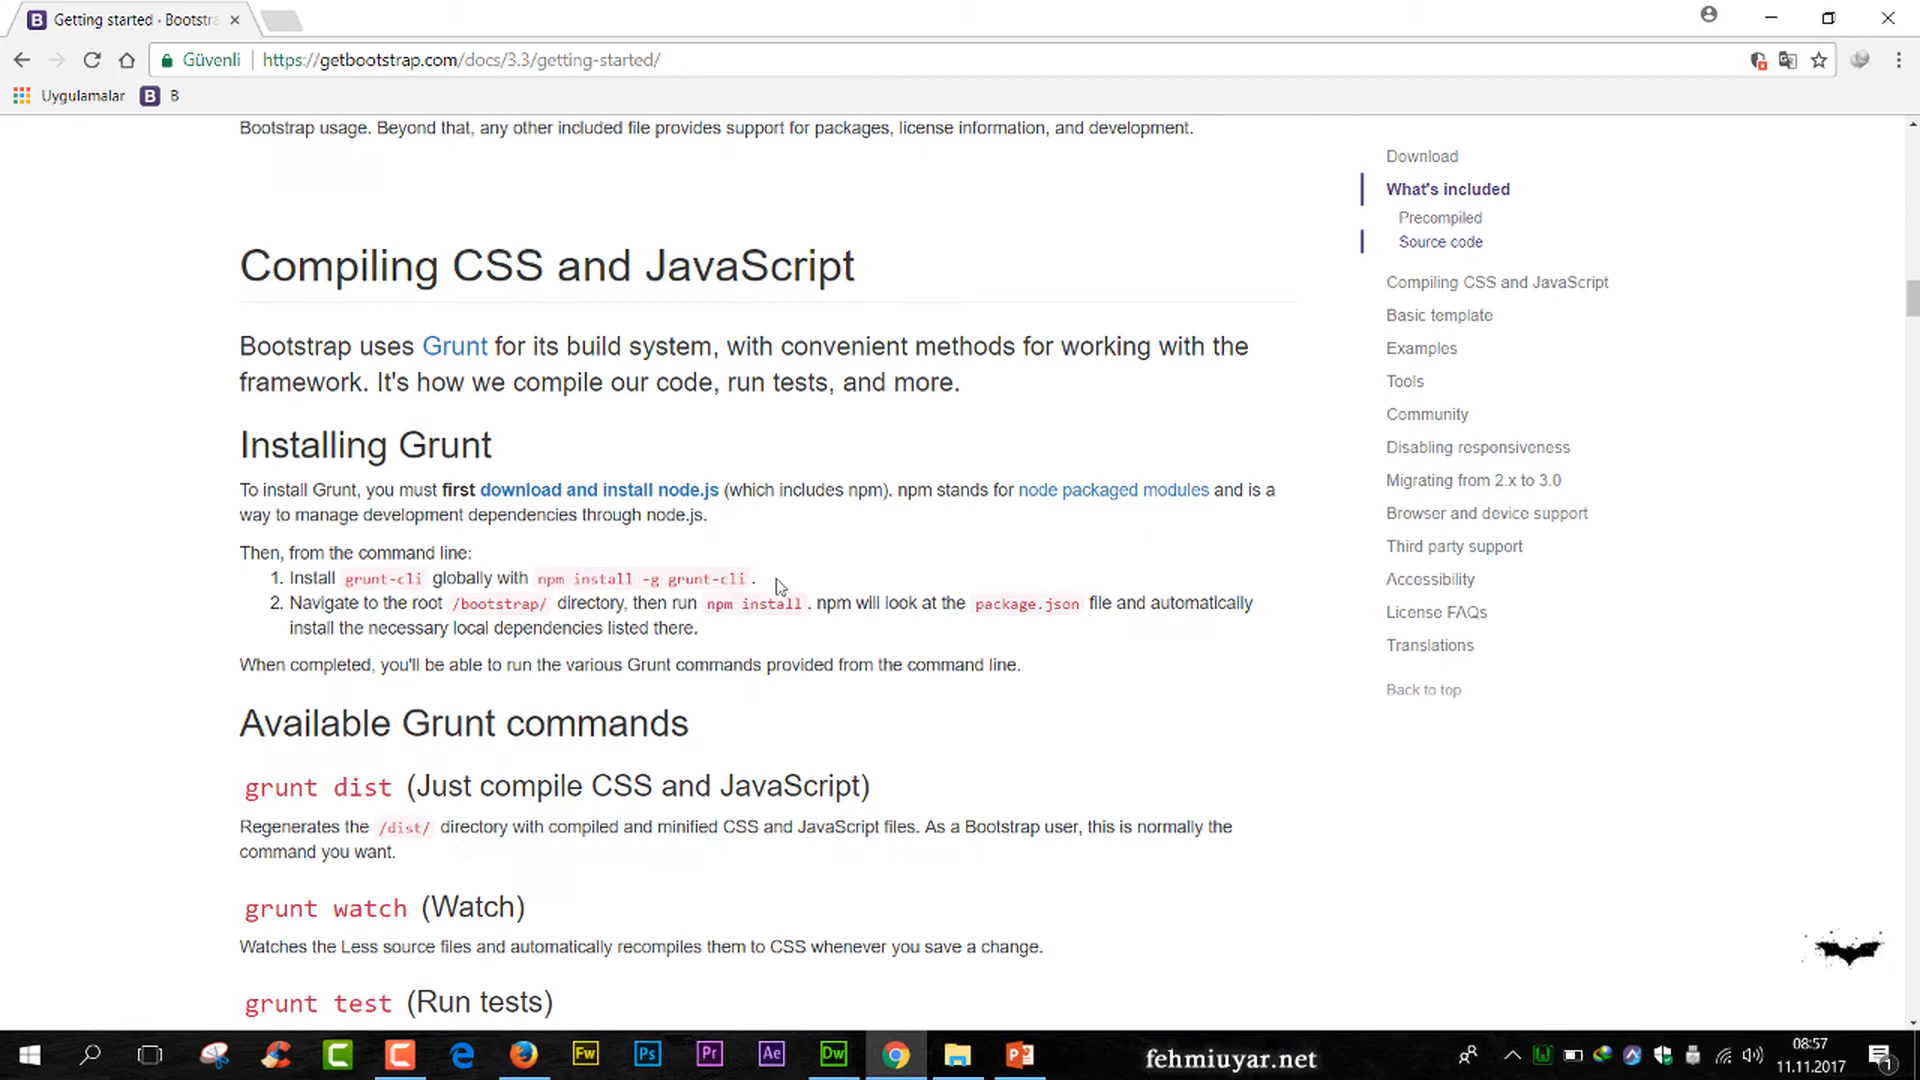 Getting started · Bootstra
Güvenli
https://getbootstrap.com/docs/3.3/getting-started/
Uygulamalar
B
Bootstrap usage. Beyond that, any other included file provides support for packages, license information, and development.
Compiling CSS and JavaScript
Bootstrap uses Grunt for its build system, with convenient methods for working with the
framework. It's how we compile our code, run tests, and more.
Installing Grunt
To install Grunt, you must first download and install node.js (which includes npm). npm stands for node packaged modules and is a
way to manage development dependencies through node.js.
Then, from the command line:
1. Install grunt-cli globally with npm install -g grunt-cli.
2. Navigate to the root /bootstrap/ directory, then run npm install. npm will look at the package.json file and automatically
install the necessary local dependencies listed there.
When completed, you'll be able to run the various Grunt commands provided from the command line.
Available Grunt commands
grunt dist (Just compile CSS and JavaScript)
Regenerates the /dist/ directory with compiled and minified CSS and JavaScript files. As a Bootstrap user, this is normally the
command you want.
grunt watch (Watch)
Watches the Less source files and automatically recompiles them to CSS whenever you save a change.
grunt test (Run tests)
Download
What's included
Precompiled
Source code
Compiling CSS and JavaScript
Basic template
Examples
Tools
Community
Disabling responsiveness
Migrating from 2.x to 3.0
Browser and device support
Third party support
Accessibility
License FAQs
Translations
Back to top
Fw
Ps
Pr
Ae
Dw
fehmiuyar.net
08:57
11.11.2017
1